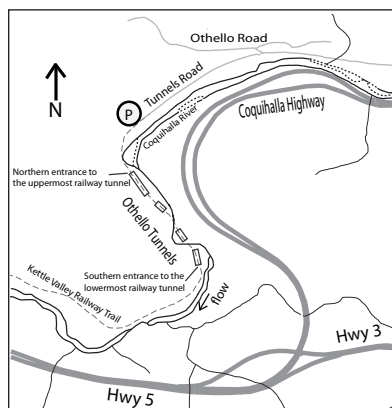 Othello Road
N
Tunnels Road
P
Coquihalla River
Coquihalla Highway
Northern entrance to
the uppermost railway tunnel
Othello Tunnels
Southern entrance to the
lowermost railway tunnel
Kettle Valley Railway Trail
flow
Hwy 3
Hwy 5